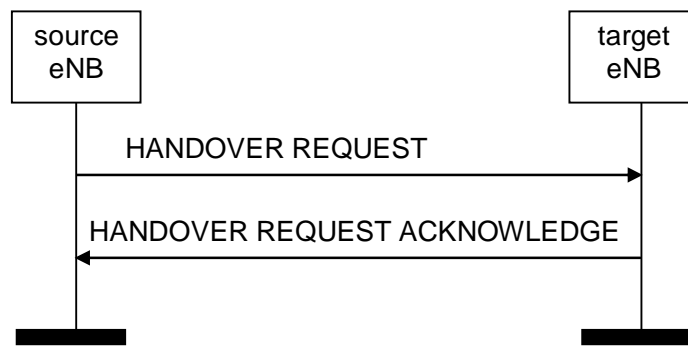 source
eNB
target
eNB
HANDOVER REQUEST
HANDOVER REQUEST ACKNOWLEDGE